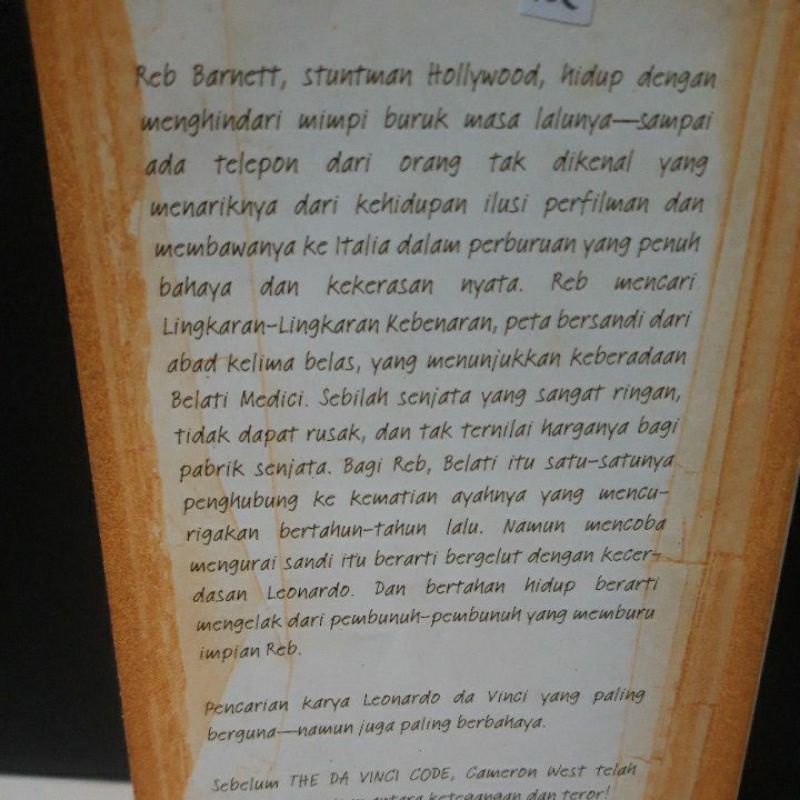 Reb Barnett, stuntman Hollywood, hidup dengan
menghindari mimpi buruk masa lalunya—sampai
ada telepon dari orang tak dikenal yang
menariknya dari kehidupan ilusi perfilman dan
membawanya ke Italia dalam perburuan yang penuh
bahaya dan kekerasan nyata. Reb mencari
Lingkaran-Lingkaran Kebenaran, peta bersandi dari
abad kelima belas, yang menunjukkan keberadaan
Belati Medici. Sebilah senjata yang sangat ringan,
tidak dapat rusak, dan tak ternilai harganya bagi
pabrik senjata. Bagi Reb, Belati itu satu-satunya
penghubung ke kematian ayahnya yang mencu-
rigakan bertahun-tahun lalu. Namun mencoba
mengurai sandi itu berarti bergelut dengan kecer-
dasan Leonardo. Dan bertahan hidup berarti
mengelak dari pembunuh-pembunuh yang memburu
impian Reb.
Pencarian karya Leonardo da Vinci yang paling
berguna—namun juga paling berbahaya.
Sebelum THE DA VINCI CODE, Cameron West telah
antara ketegangan dan teror!